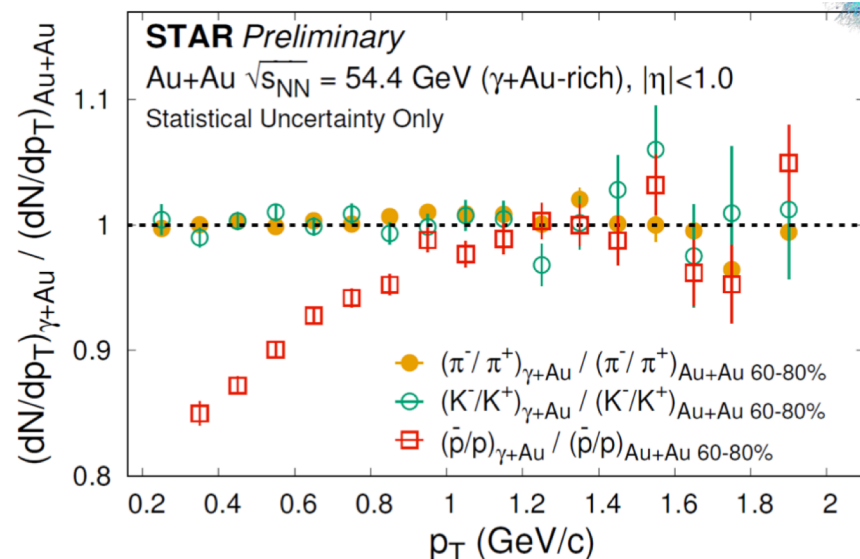 STAR Preliminary
Au+Au √s_NN = 54.4 GeV (γ+Au-rich), |η|<1.0
Statistical Uncertainty Only
(dN/dp_T)_γ+Au / (dN/dp_T)_Au+Au
1.1
1
0.9
0.8
(π⁻/ π⁺)_γ+Au / (π⁻/ π⁺)_Au+Au 60-80%
(K⁻/K⁺)_γ+Au / (K⁻/K⁺)_Au+Au 60-80%
(p̄/p)_γ+Au / (p̄/p)_Au+Au 60-80%
0.2 0.4 0.6 0.8 1 1.2 1.4 1.6 1.8 2
p_T (GeV/c)